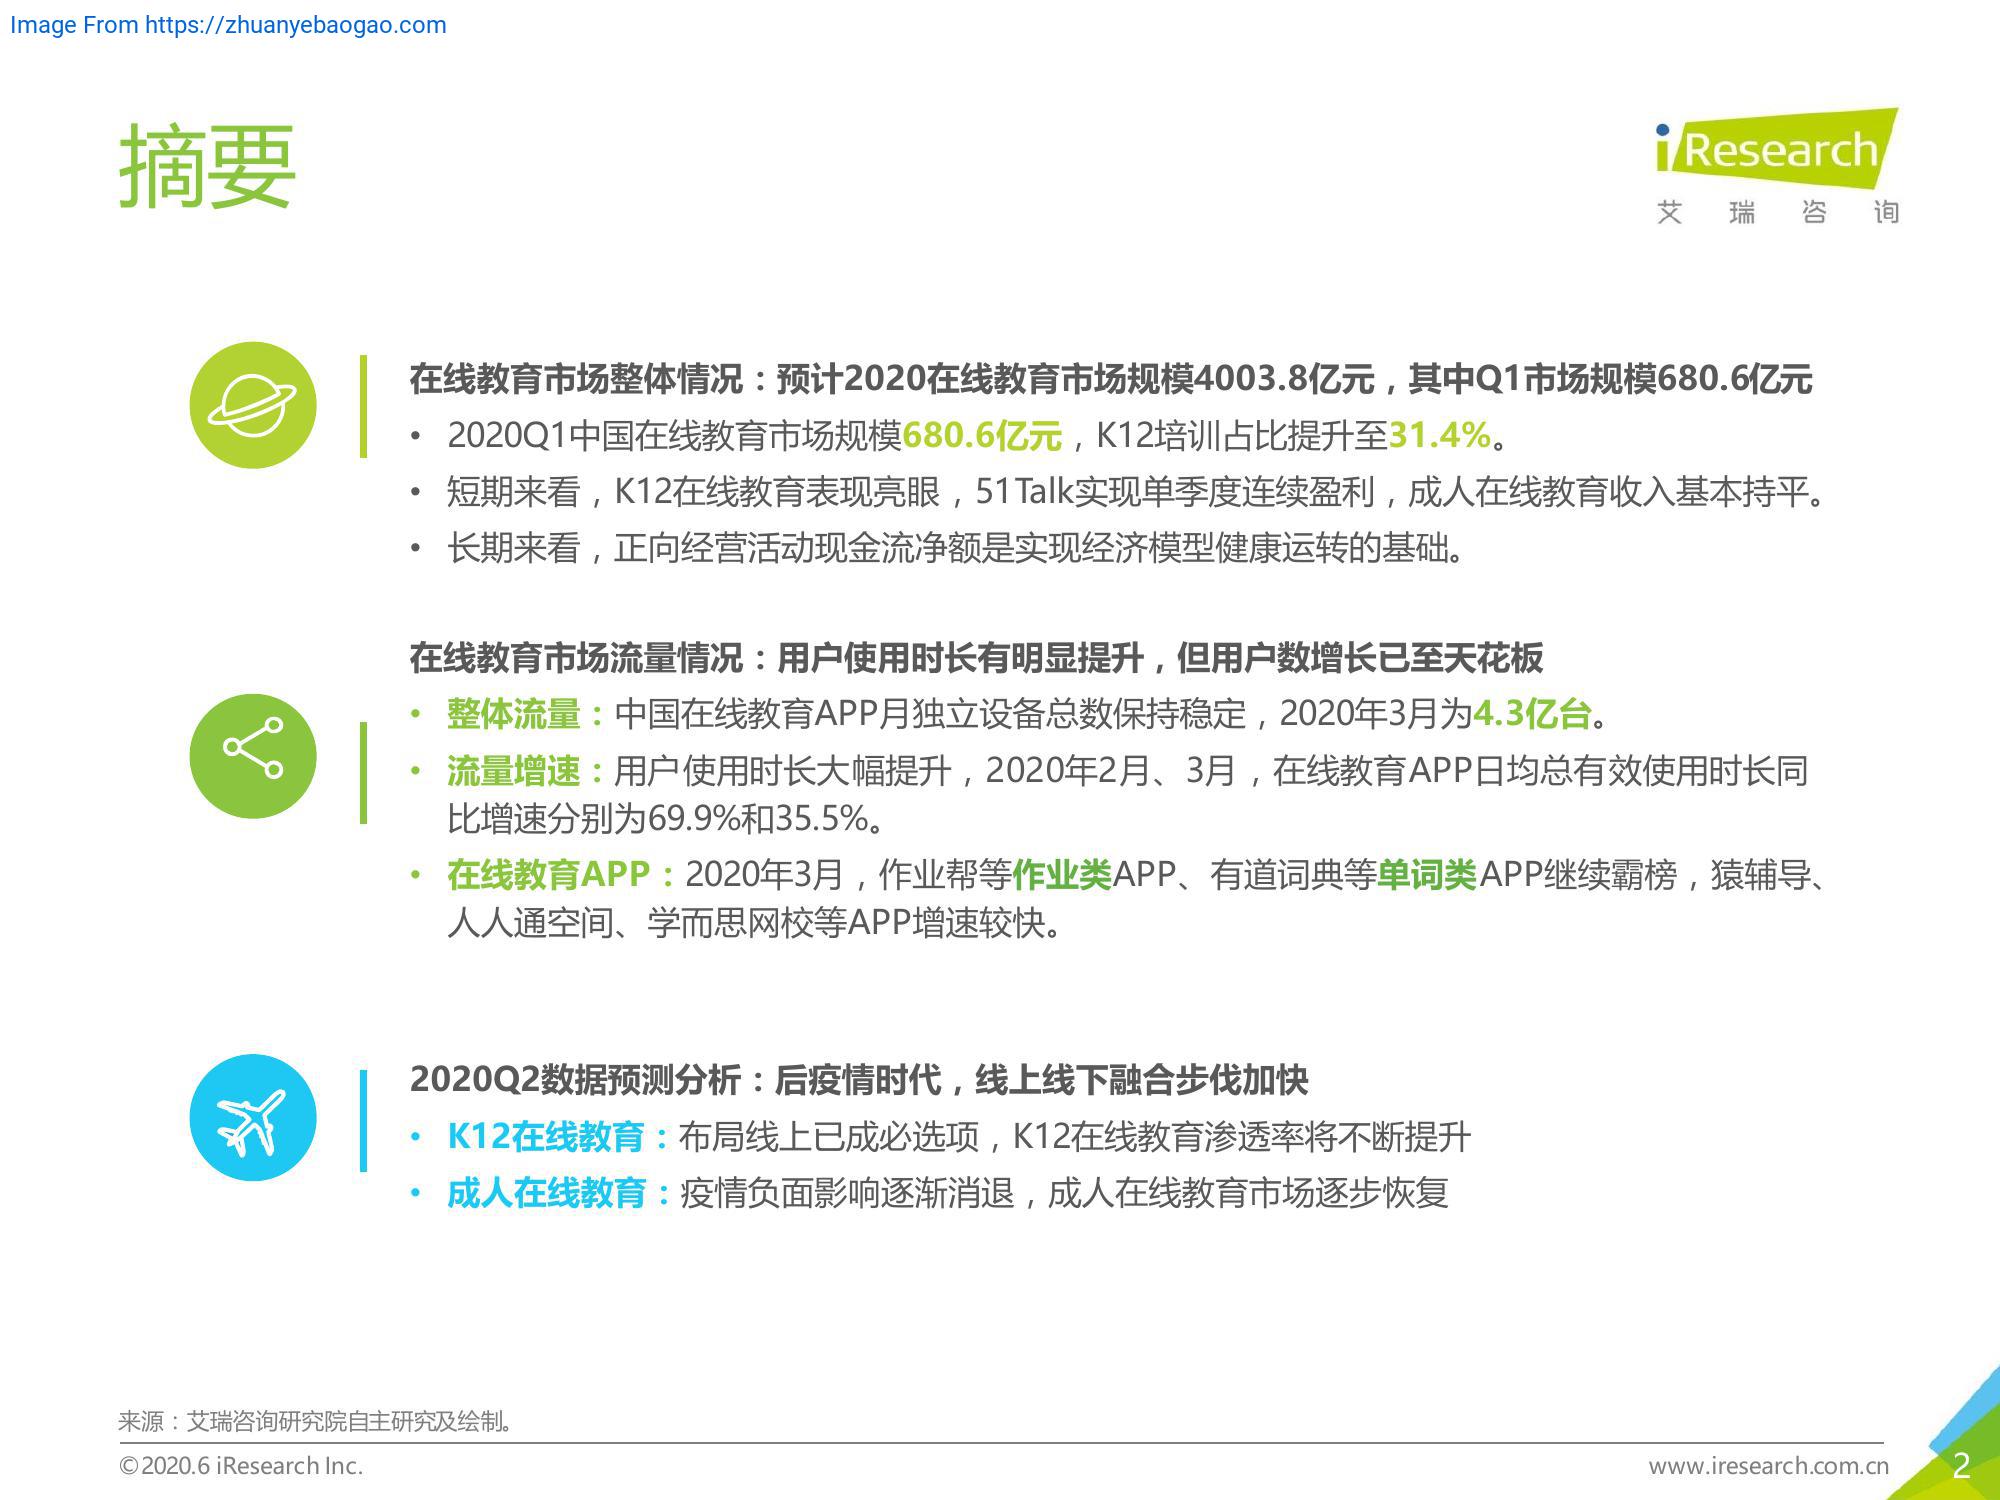 Image From https://zhuanyebaogao.com
摘要
iResearch
艾 瑞 咨 询
在线教育市场整体情况：预计2020在线教育市场规模4003.8亿元，其中Q1市场规模680.6亿元
• 2020Q1中国在线教育市场规模680.6亿元，K12培训占比提升至31.4%。
• 短期来看，K12在线教育表现亮眼，51Talk实现单季度连续盈利，成人在线教育收入基本持平。
• 长期来看，正向经营活动现金流净额是实现经济模型健康运转的基础。
在线教育市场流量情况：用户使用时长有明显提升，但用户数增长已至天花板
• 整体流量：中国在线教育APP月独立设备总数保持稳定，2020年3月为4.3亿台。
• 流量增速：用户使用时长大幅提升，2020年2月、3月，在线教育APP日均总有效使用时长同
比增速分别为69.9%和35.5%。
• 在线教育APP：2020年3月，作业帮等作业类APP、有道词典等单词类APP继续霸榜，猿辅导、
人人通空间、学而思网校等APP增速较快。
2020Q2数据预测分析：后疫情时代，线上线下融合步伐加快
• K12在线教育：布局线上已成必选项，K12在线教育渗透率将不断提升
• 成人在线教育：疫情负面影响逐渐消退，成人在线教育市场逐步恢复
来源：艾瑞咨询研究院自主研究及绘制。
©2020.6 iResearch Inc.
www.iresearch.com.cn
2